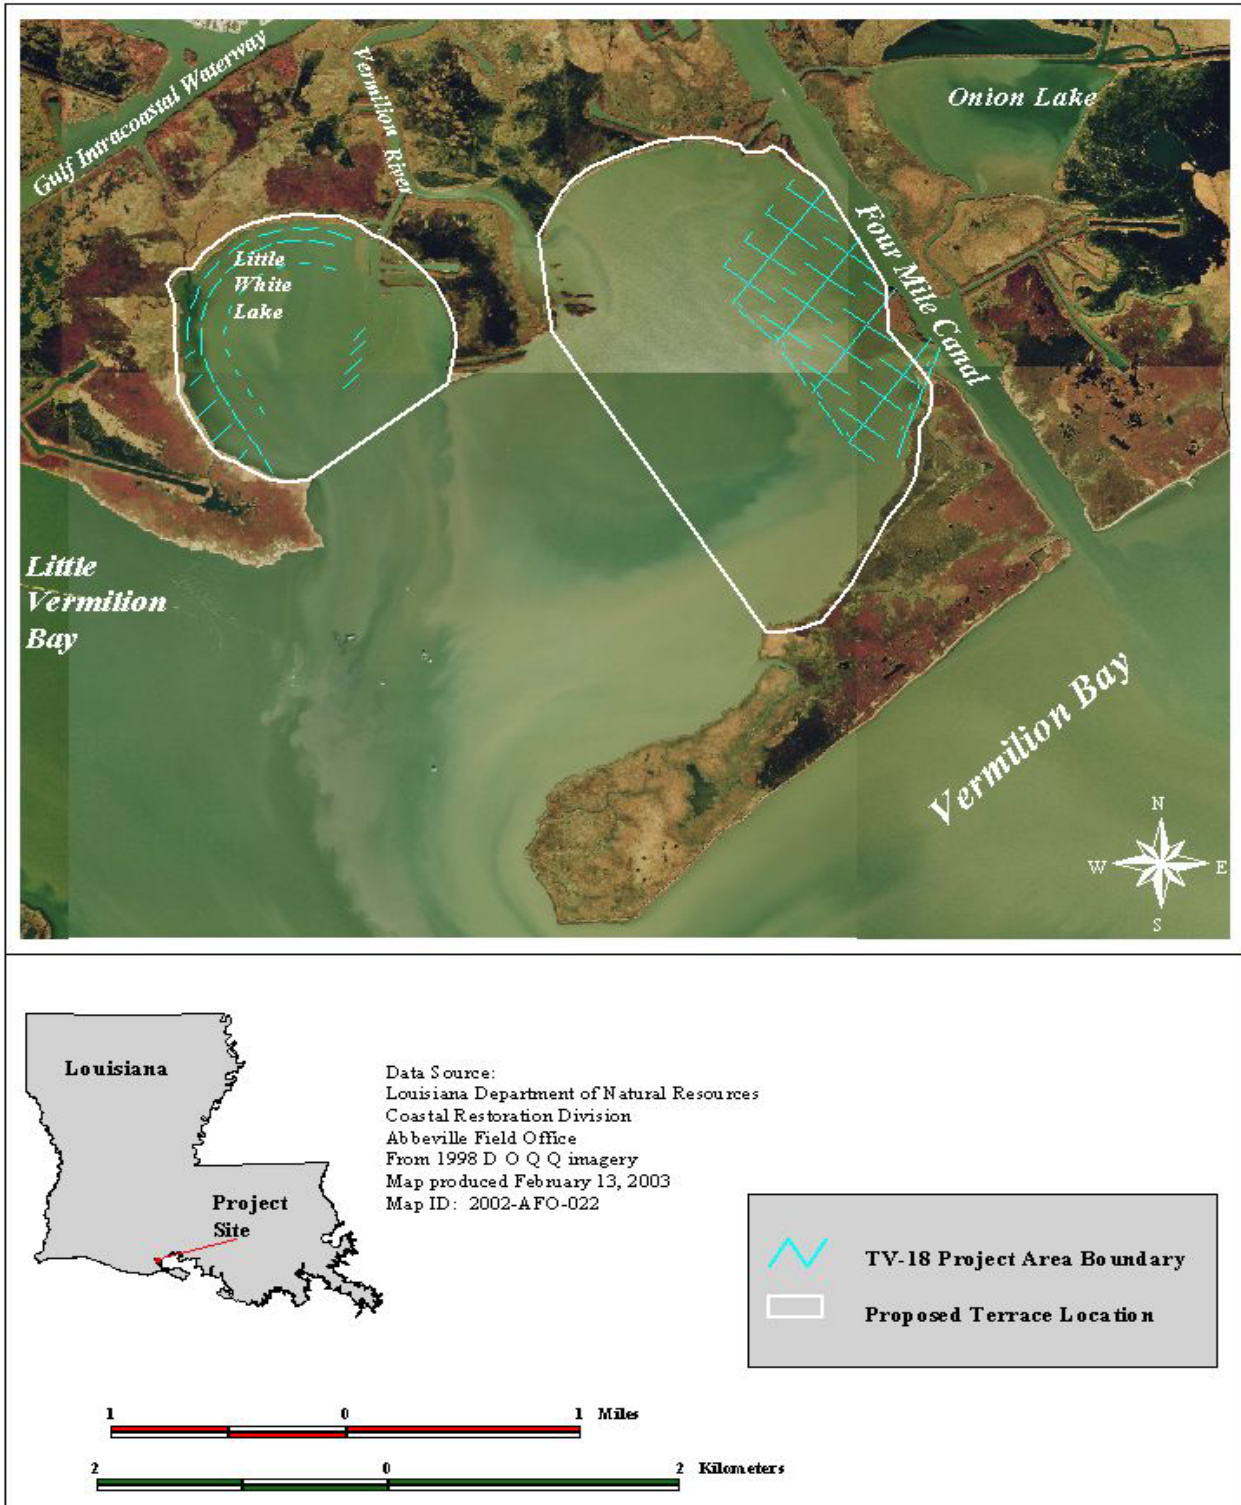 Gulf Intracoastal Waterway
Vermilion River
Onion Lake
Little
White
Lake
Four Mile Canal
Little
Vermilion
Bay
Vermilion Bay
N
W
E
S
Louisiana
Project
Site
Data Source:
Louisiana Department of Natural Resources
Coastal Restoration Division
Abbeville Field Office
From 1998 D O Q Q imagery
Map produced February 13, 2003
Map ID: 2002-AFO-022
TV-18 Project Area Boundary
Proposed Terrace Location
1 0 1 Miles
2 0 2 Kilometers